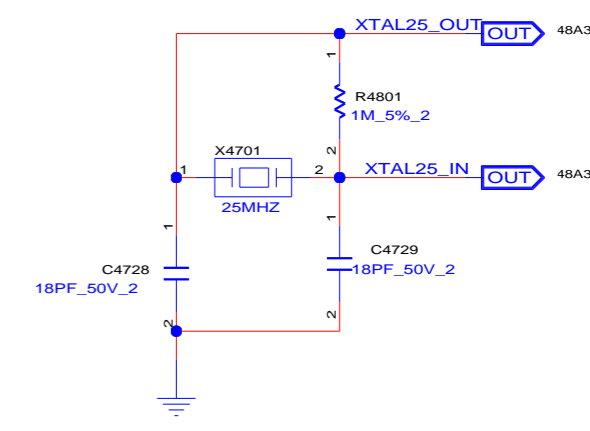 XTAL25_OUT OUT 48A3
1
R4801
1M_5%_2
2
X4701
1 2 XTAL25_IN OUT 48A3
25MHZ
1 1
C4729
C4728 18PF_50V_2
18PF_50V_2
2 2